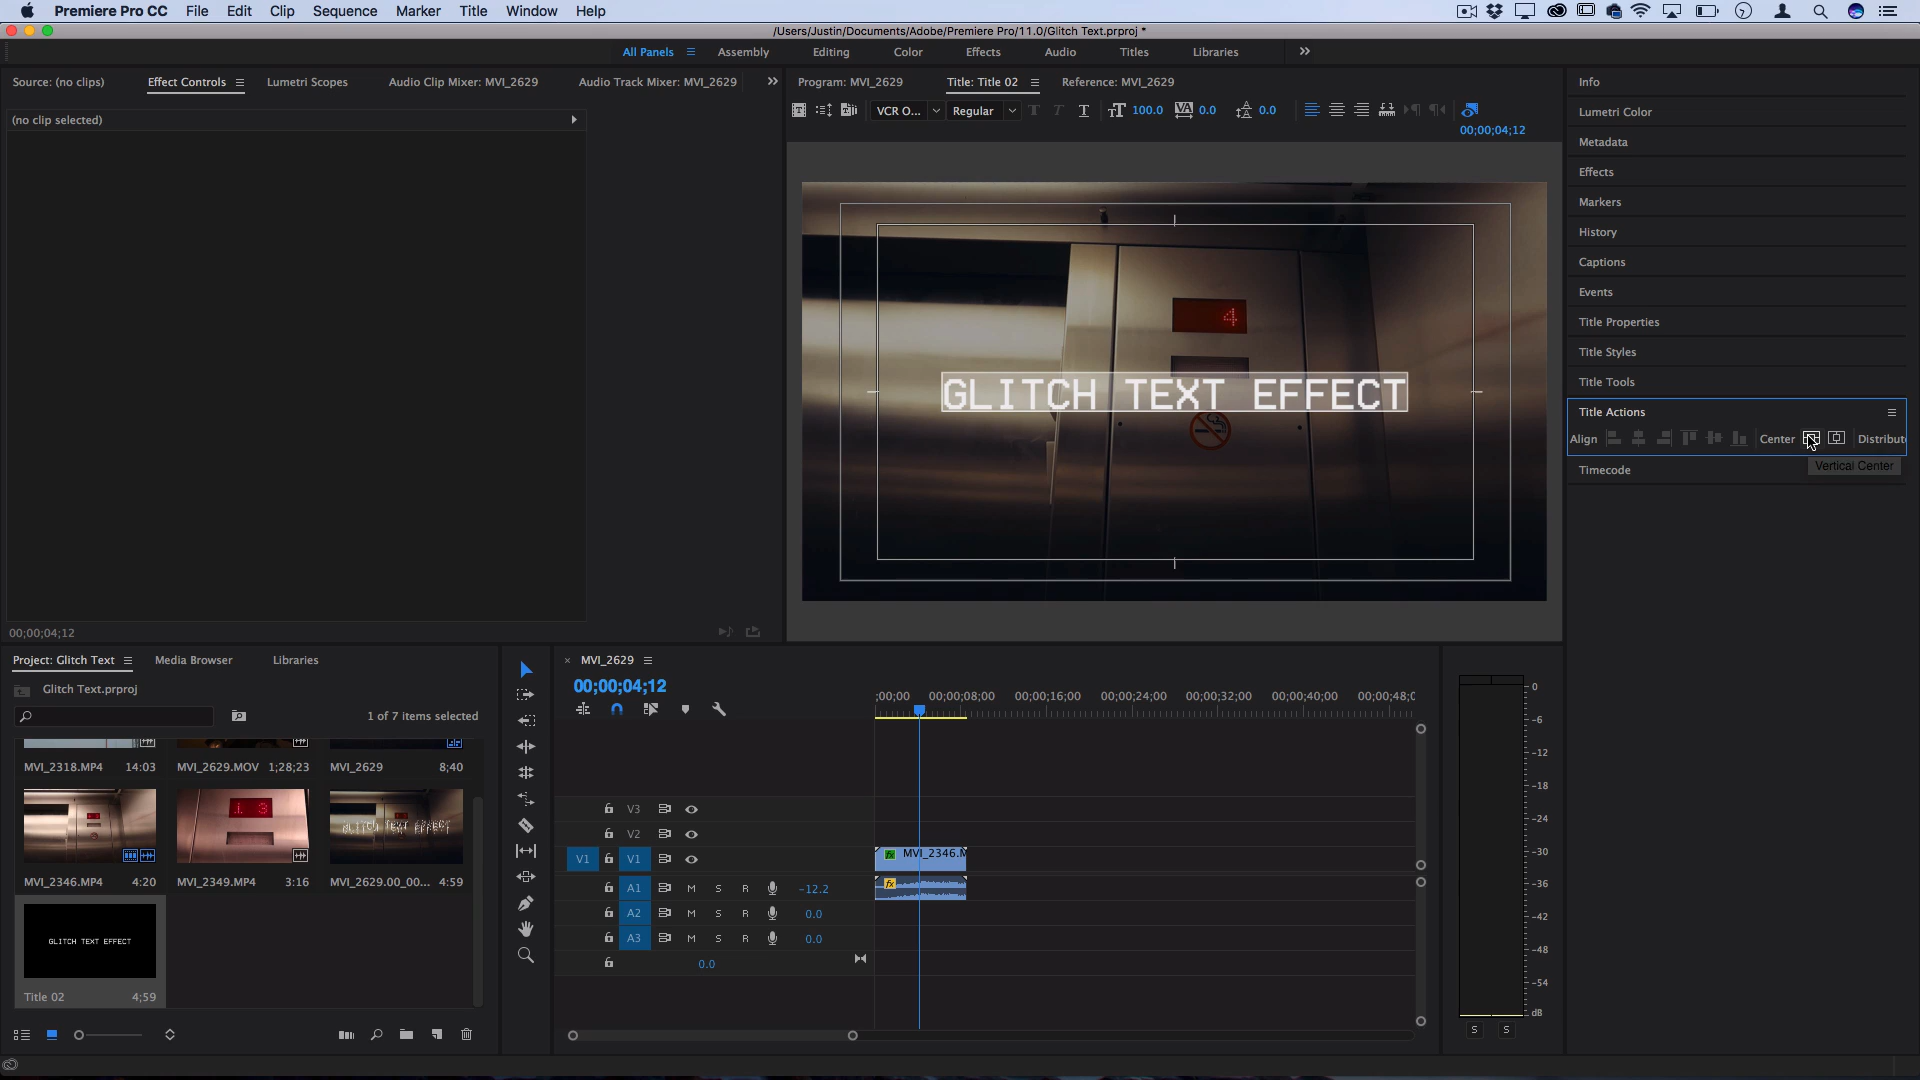 Premiere Pro CC File Edit Clip Sequence Marker Title Window Help
/Users/Justin/Documents/Adobe/Premiere Pro/11.0/Glitch Text.prproj *
All Panels Assembly Editing Color Effects Audio Titles Libraries
Source: (no clips) Effect Controls Lumetri Scopes Audio Clip Mixer: MVI_2629 Audio Track Mixer: MVI_2629
(no clip selected)
00;00;04;12
Program: MVI_2629 Title: Title 02 Reference: MVI_2629
VCR O... Regular T T T 100.0 VA 0.0 0.0
00;00;04;12
4
GLITCH TEXT EFFECT
Info
Lumetri Color
Metadata
Effects
Markers
History
Captions
Events
Title Properties
Title Styles
Title Tools
Title Actions
Align Center Distribute
Vertical Center
Timecode
Project: Glitch Text Media Browser Libraries
Glitch Text.prproj
1 of 7 items selected
MVI_2318.MP4 14:03 MVI_2629.MOV 1;28;23 MVI_2629 8;40
GLITCH TEXT EFFECT
MVI_2346.MP4 4:20 MVI_2349.MP4 3:16 MVI_2629.00_00... 4:59
GLITCH TEXT EFFECT
Title 02 4;59
× MVI_2629
00;00;04;12
;00;00 00;00;08;00 00;00;16;00 00;00;24;00 00;00;32;00 00;00;40;00 00;00;48;0
V3
V2
V1 V1 fx MVI_2346.M
A1 M S R -12.2 fx
A2 M S R 0.0
A3 M S R 0.0
0.0
0
-6
-12
-18
-24
-30
-36
-42
-48
-54
dB
S S